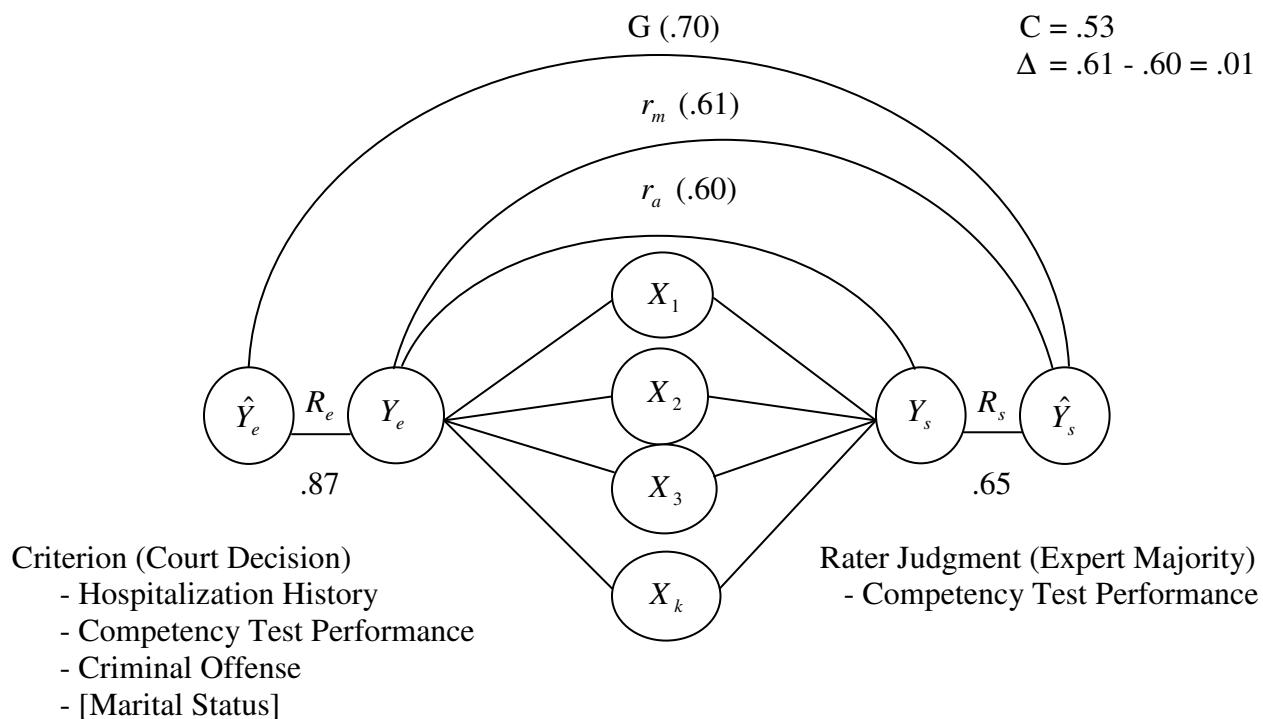 G (.70)
C = .53
Δ = .61 - .60 = .01
r_m (.61)
r_a (.60)
X_1
X_2
X_3
X_k
Ŷ_e
R_e
Y_e
Y_s
R_s
Ŷ_s
.87
.65
Criterion (Court Decision)
- Hospitalization History
- Competency Test Performance
- Criminal Offense
- [Marital Status]
Rater Judgment (Expert Majority)
- Competency Test Performance